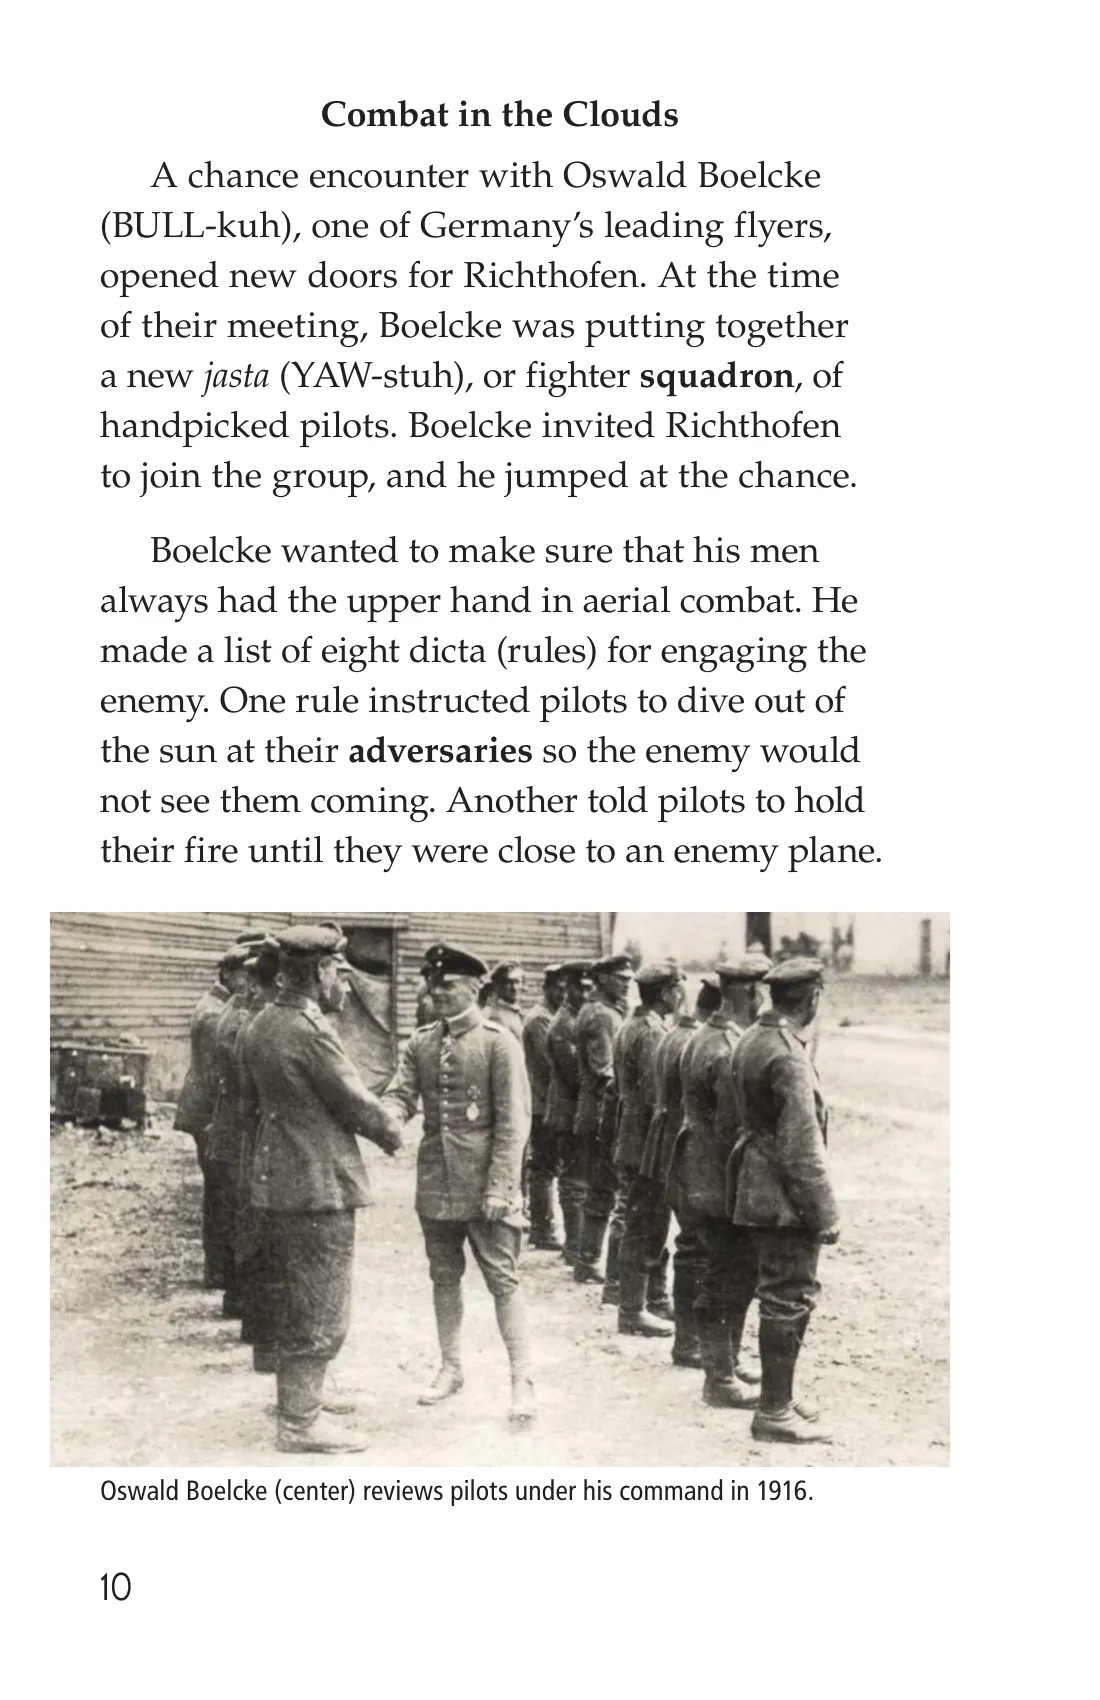 Combat in the Clouds
A chance encounter with Oswald Boelcke
(BULL-kuh), one of Germany’s leading flyers,
opened new doors for Richthofen. At the time
of their meeting, Boelcke was putting together
a new jasta (YAW-stuh), or fighter squadron, of
handpicked pilots. Boelcke invited Richthofen
to join the group, and he jumped at the chance.
Boelcke wanted to make sure that his men
always had the upper hand in aerial combat. He
made a list of eight dicta (rules) for engaging the
enemy. One rule instructed pilots to dive out of
the sun at their adversaries so the enemy would
not see them coming. Another told pilots to hold
their fire until they were close to an enemy plane.
Oswald Boelcke (center) reviews pilots under his command in 1916.
10